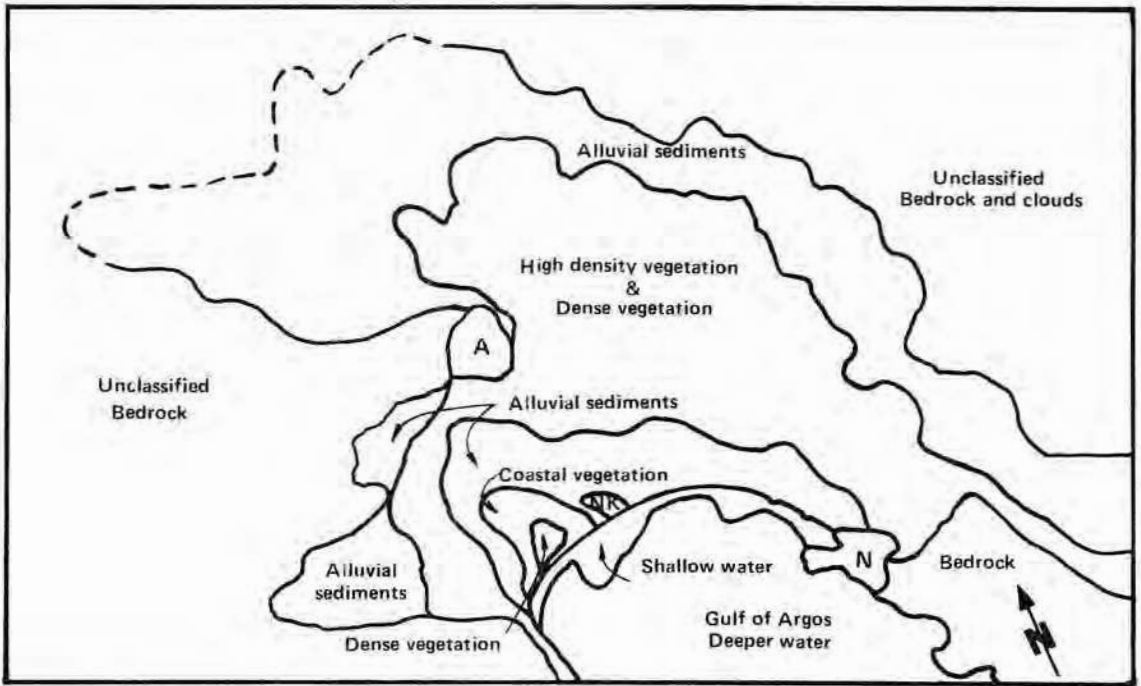 Alluvial sediments
Unclassified
Bedrock and clouds
High density vegetation
&
Dense vegetation
A
Unclassified
Bedrock
Alluvial sediments
Coastal vegetation
NK
N
Alluvial
sediments
Shallow water
Bedrock
Gulf of Argos
Deeper water
Dense vegetation
N